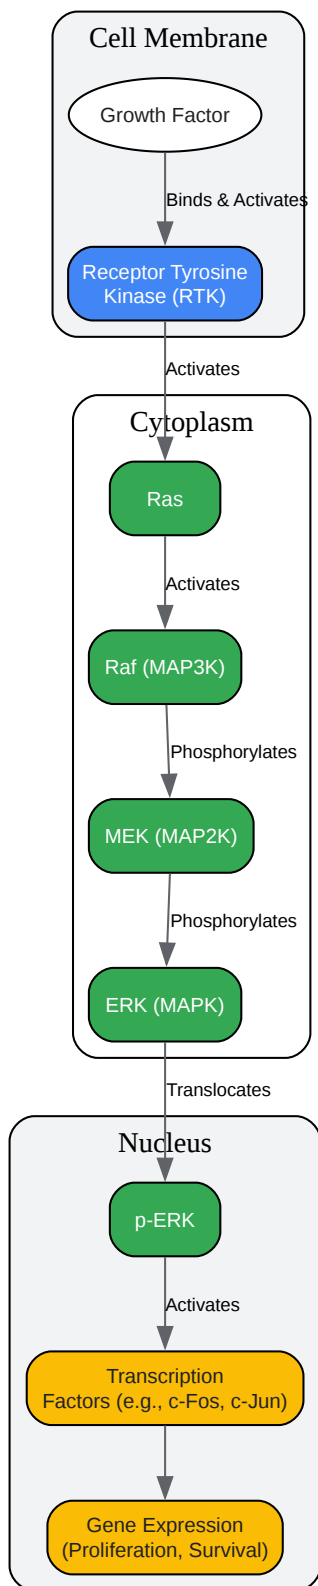 Cell Membrane
Growth Factor
Binds & Activates
Receptor Tyrosine
Kinase (RTK)
Activates
Cytoplasm
Ras
Activates
Raf (MAP3K)
Phosphorylates
MEK (MAP2K)
Phosphorylates
ERK (MAPK)
Translocates
Nucleus
p-ERK
Activates
Transcription
Factors (e.g., c-Fos, c-Jun)
Gene Expression
(Proliferation, Survival)